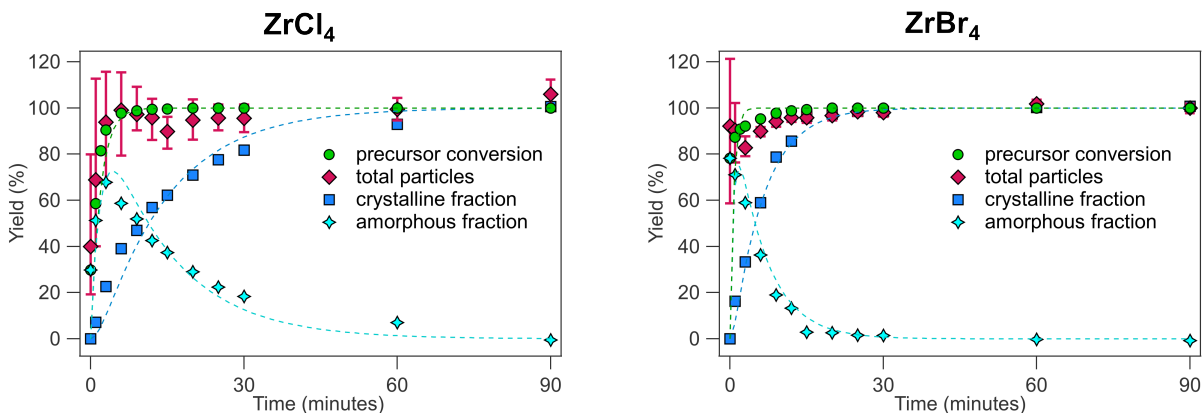 ZrCl4
120
100
80
60
40
20
0
Yield (%)
precursor conversion
total particles
crystalline fraction
amorphous fraction
0 30 60 90
Time (minutes)
ZrBr4
120
100
80
60
40
20
0
Yield (%)
precursor conversion
total particles
crystalline fraction
amorphous fraction
0 30 60 90
Time (minutes)